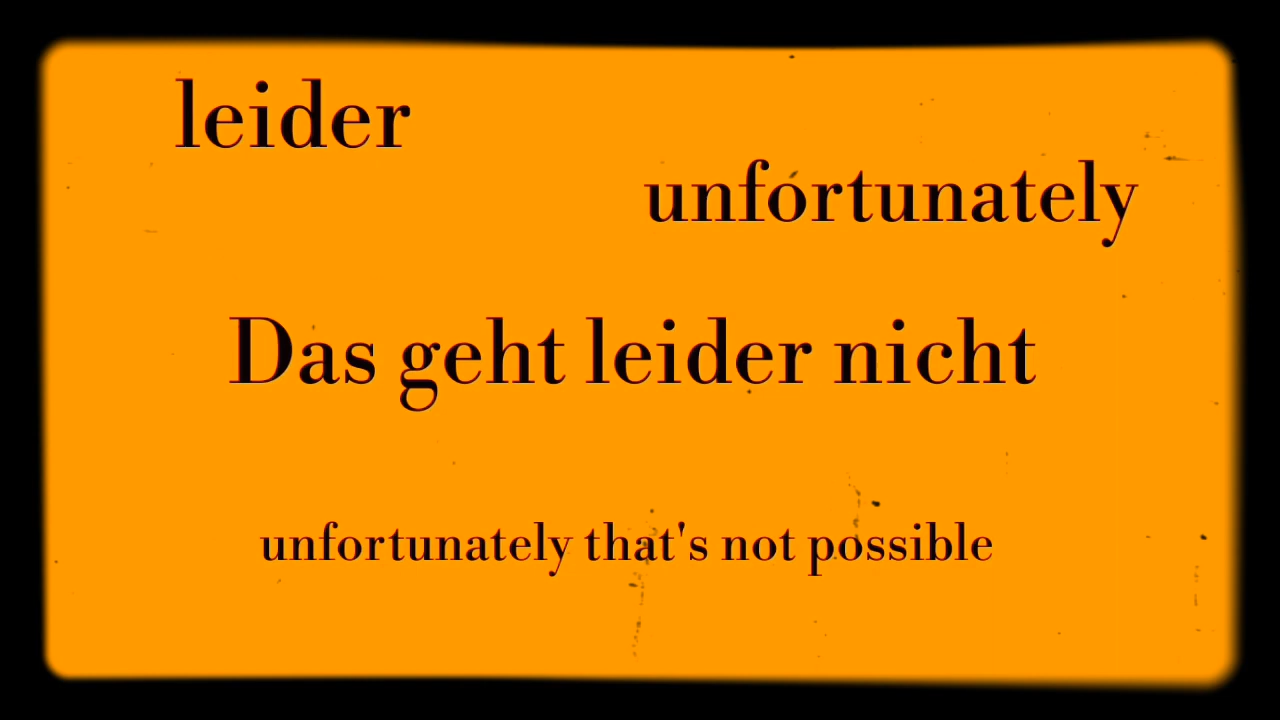 leider
unfortunately
Das geht leider nicht
unfortunately that's not possible